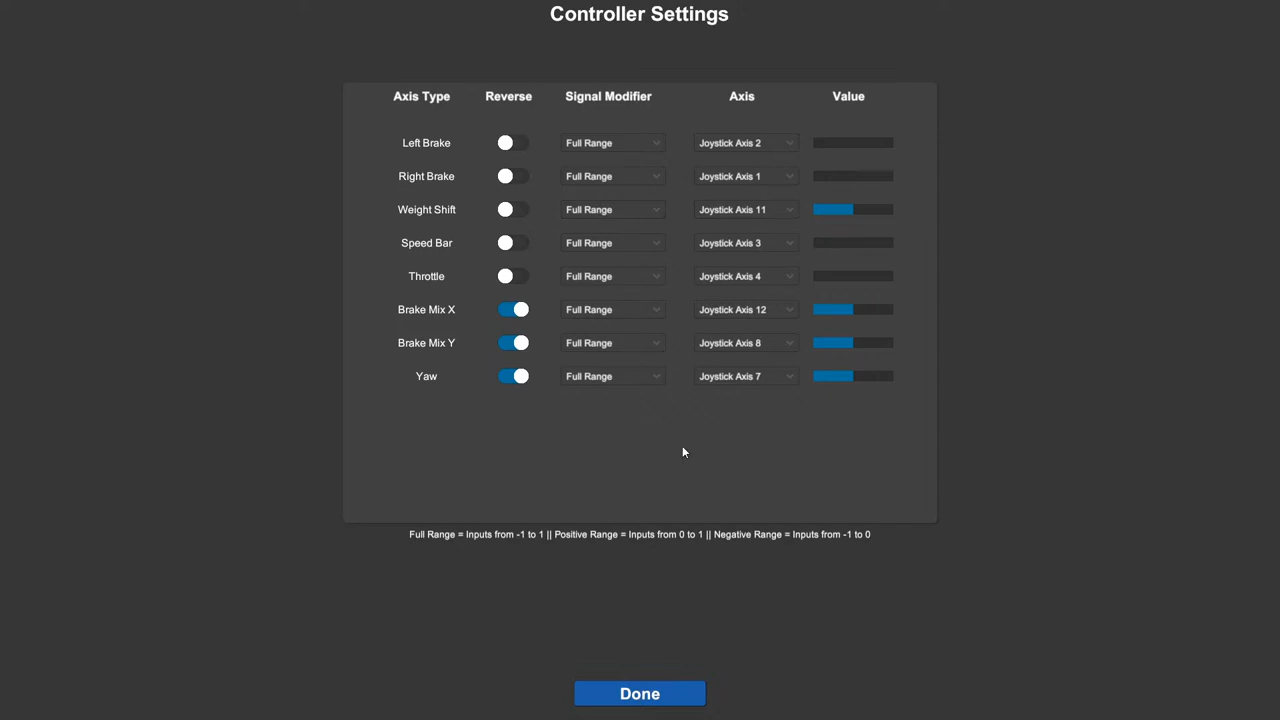 Controller Settings
Axis Type Reverse Signal Modifier Axis Value
Left Brake Full Range Joystick Axis 2
Right Brake Full Range Joystick Axis 1
Weight Shift Full Range Joystick Axis 11
Speed Bar Full Range Joystick Axis 3
Throttle Full Range Joystick Axis 4
Brake Mix X Full Range Joystick Axis 12
Brake Mix Y Full Range Joystick Axis 8
Yaw Full Range Joystick Axis 7
Full Range = Inputs from -1 to 1 || Positive Range = Inputs from 0 to 1 || Negative Range = Inputs from -1 to 0
Done